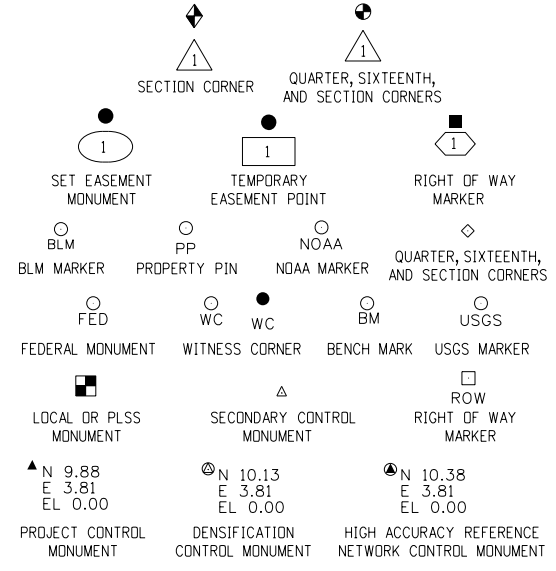 1
1
SECTION CORNER
QUARTER, SIXTEENTH,
AND SECTION CORNERS
1
1
1
SET EASEMENT
MONUMENT
TEMPORARY
EASEMENT POINT
RIGHT OF WAY
MARKER
BLM
PP
NOAA
BLM MARKER
PROPERTY PIN
NOAA MARKER
QUARTER, SIXTEENTH,
AND SECTION CORNERS
FED
WC
WC
BM
USGS
FEDERAL MONUMENT
WITNESS CORNER
BENCH MARK
USGS MARKER
ROW
LOCAL OR PLSS
MONUMENT
SECONDARY CONTROL
MONUMENT
RIGHT OF WAY
MARKER
N 9.88
E 3.81
EL 0.00
N 10.13
E 3.81
EL 0.00
N 10.38
E 3.81
EL 0.00
PROJECT CONTROL
MONUMENT
DENSIFICATION
CONTROL MONUMENT
HIGH ACCURACY REFERENCE
NETWORK CONTROL MONUMENT